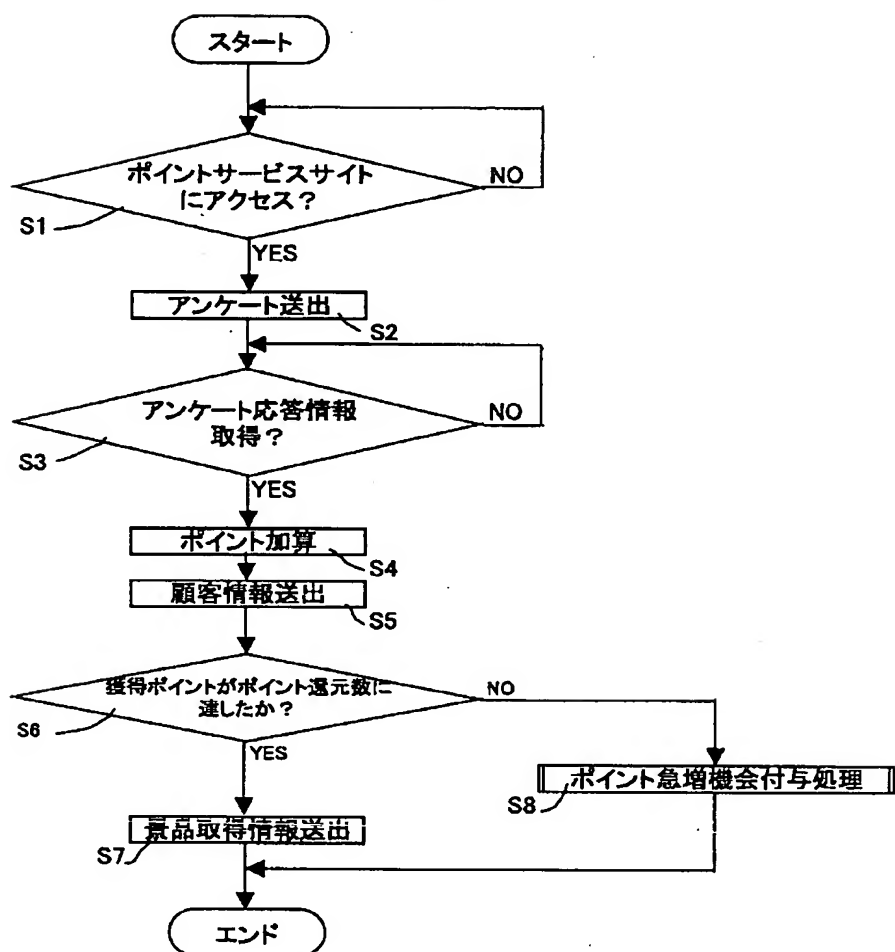 スタート
ポイントサービスサイト
にアクセス？
NO
S1
YES
アンケート送出
S2
アンケート応答情報
取得？
NO
S3
YES
ポイント加算
S4
顧客情報送出
S5
獲得ポイントがポイント還元数に
達したか？
NO
S6
YES
ポイント急増機会付与処理
S8
景品取得情報送出
S7
エンド